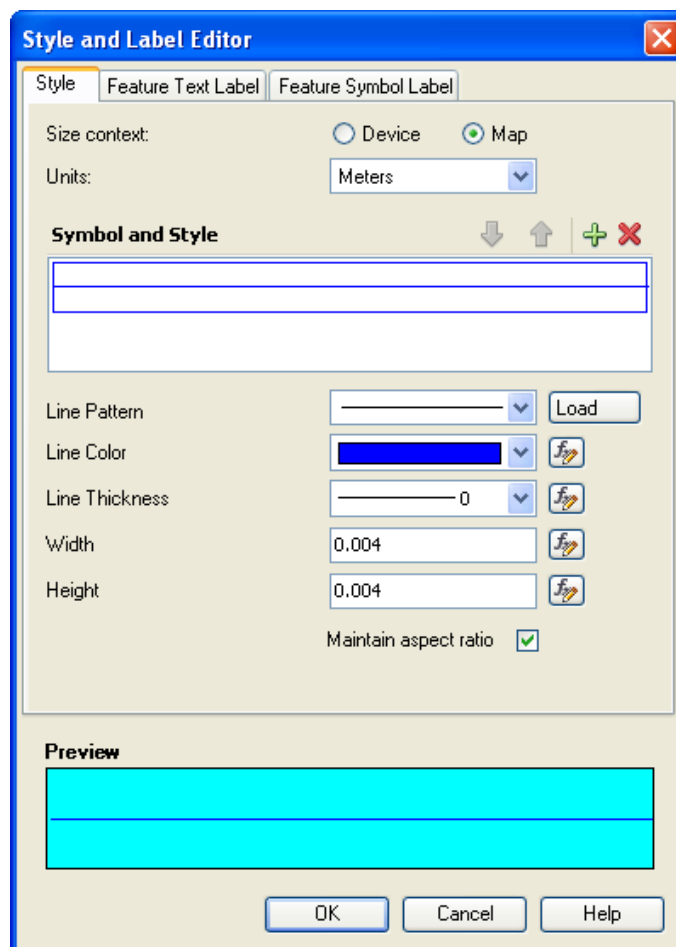 Style and Label Editor
Style Feature Text Label Feature Symbol Label
Size context: Device Map
Units: Meters
Symbol and Style
Line Pattern Load
Line Color
Line Thickness 0
Width 0.004
Height 0.004
Maintain aspect ratio
Preview
OK Cancel Help